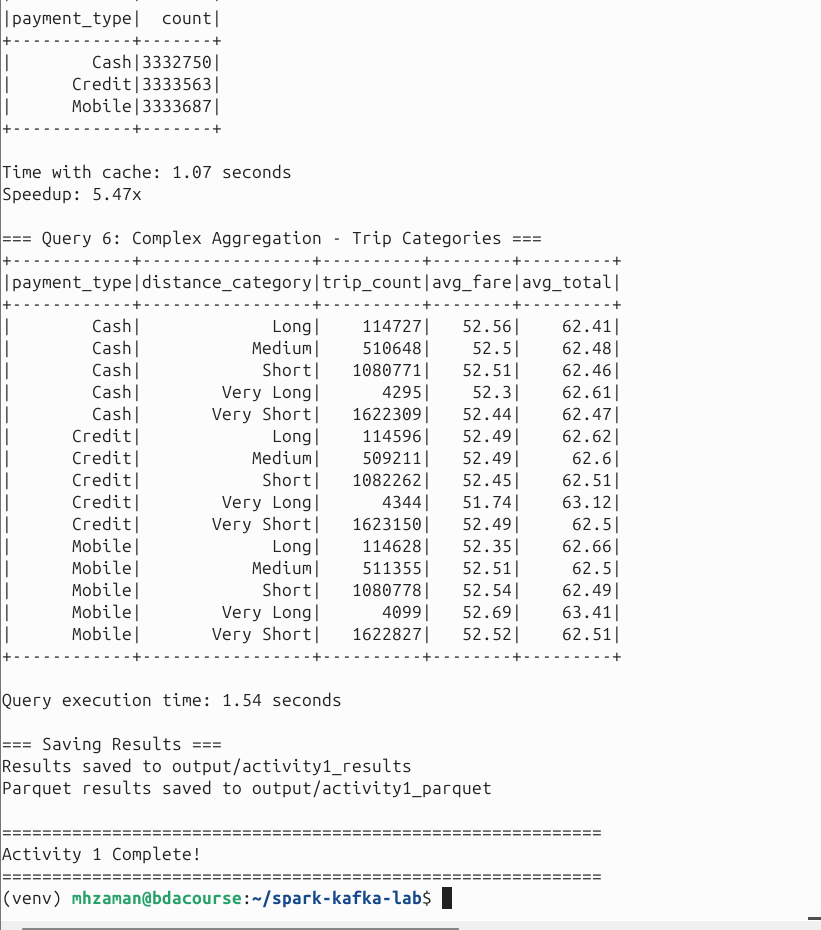 |payment_type|  count|
+------------+-------+
|        Cash|3332750|
|      Credit|3333563|
|      Mobile|3333687|
+------------+-------+

Time with cache: 1.07 seconds
Speedup: 5.47x

=== Query 6: Complex Aggregation - Trip Categories ===
+------------+-----------------+----------+--------+---------+
|payment_type|distance_category|trip_count|avg_fare|avg_total|
+------------+-----------------+----------+--------+---------+
|        Cash|             Long|    114727|   52.56|    62.41|
|        Cash|           Medium|    510648|    52.5|    62.48|
|        Cash|            Short|   1080771|   52.51|    62.46|
|        Cash|        Very Long|      4295|    52.3|    62.61|
|        Cash|       Very Short|   1622309|   52.44|    62.47|
|      Credit|             Long|    114596|   52.49|    62.62|
|      Credit|           Medium|    509211|   52.49|     62.6|
|      Credit|            Short|   1082262|   52.45|    62.51|
|      Credit|        Very Long|      4344|   51.74|    63.12|
|      Credit|       Very Short|   1623150|   52.49|     62.5|
|      Mobile|             Long|    114628|   52.35|    62.66|
|      Mobile|           Medium|    511355|   52.51|     62.5|
|      Mobile|            Short|   1080778|   52.54|    62.49|
|      Mobile|        Very Long|      4099|   52.69|    63.41|
|      Mobile|       Very Short|   1622827|   52.52|    62.51|
+------------+-----------------+----------+--------+---------+

Query execution time: 1.54 seconds

=== Saving Results ===
Results saved to output/activity1_results
Parquet results saved to output/activity1_parquet

============================================================
Activity 1 Complete!
============================================================
(venv) mhzaman@bdacourse:~/spark-kafka-lab$